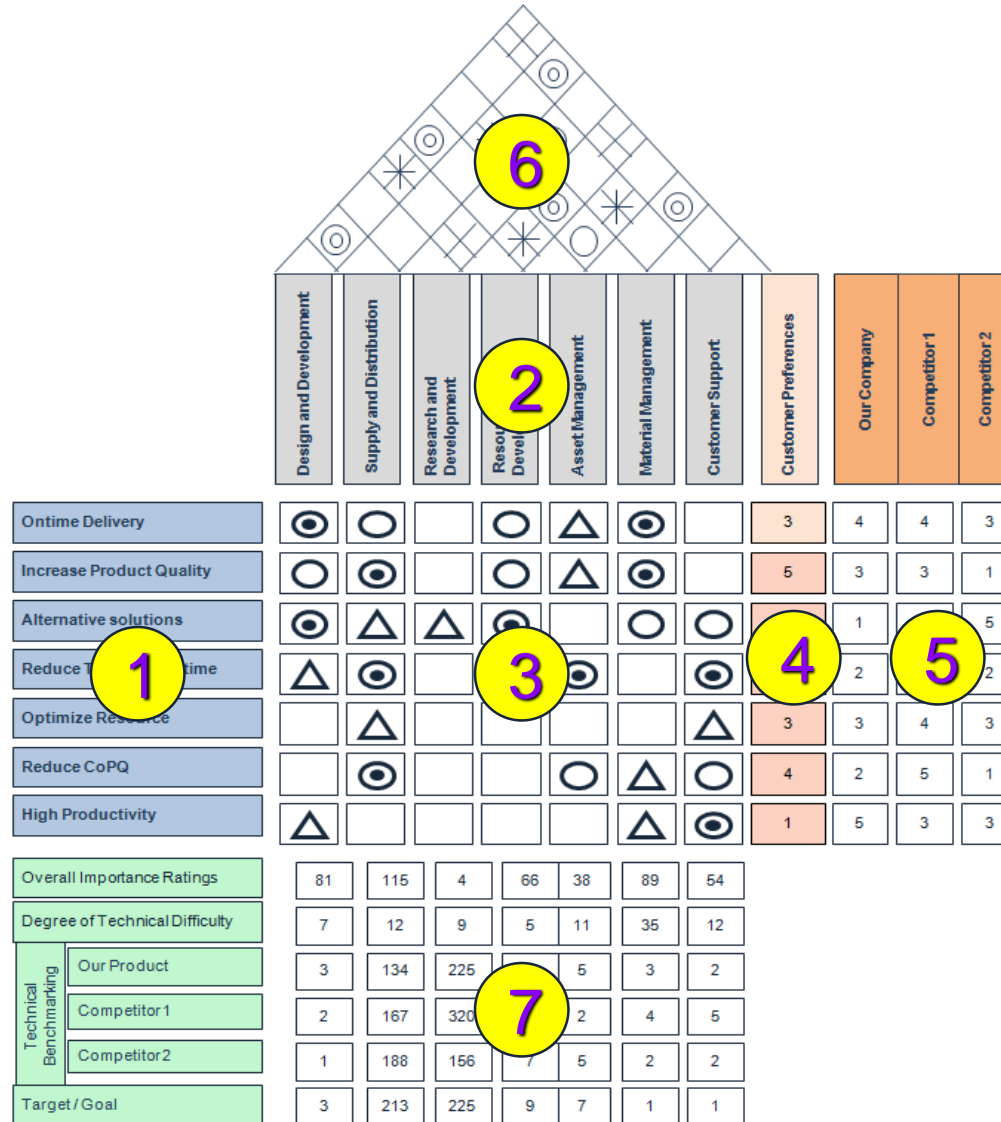 6
Design and Development
Supply and Distribution
Research and
Development
Resou
Devel
Asset Management
Material Management
Customer Support
Customer Preferences
Our Company
Competitor 1
Competitor 2
2
Ontime Delivery 3 4 4 3
Increase Product Quality 5 3 3 1
Alternative solutions 1 5
Reduce T time 2 2
1 3 4 5
Optimize Resource 3 3 4 3
Reduce CoPQ 4 2 5 1
High Productivity 1 5 3 3
Overall Importance Ratings 81 115 4 66 38 89 54
Degree of Technical Difficulty 7 12 9 5 11 35 12
Technical
Benchmarking
Our Product 3 134 225 5 3 2
Competitor1 2 167 320 2 4 5
7
Competitor2 1 188 156 7 5 2 2
Target / Goal 3 213 225 9 7 1 1